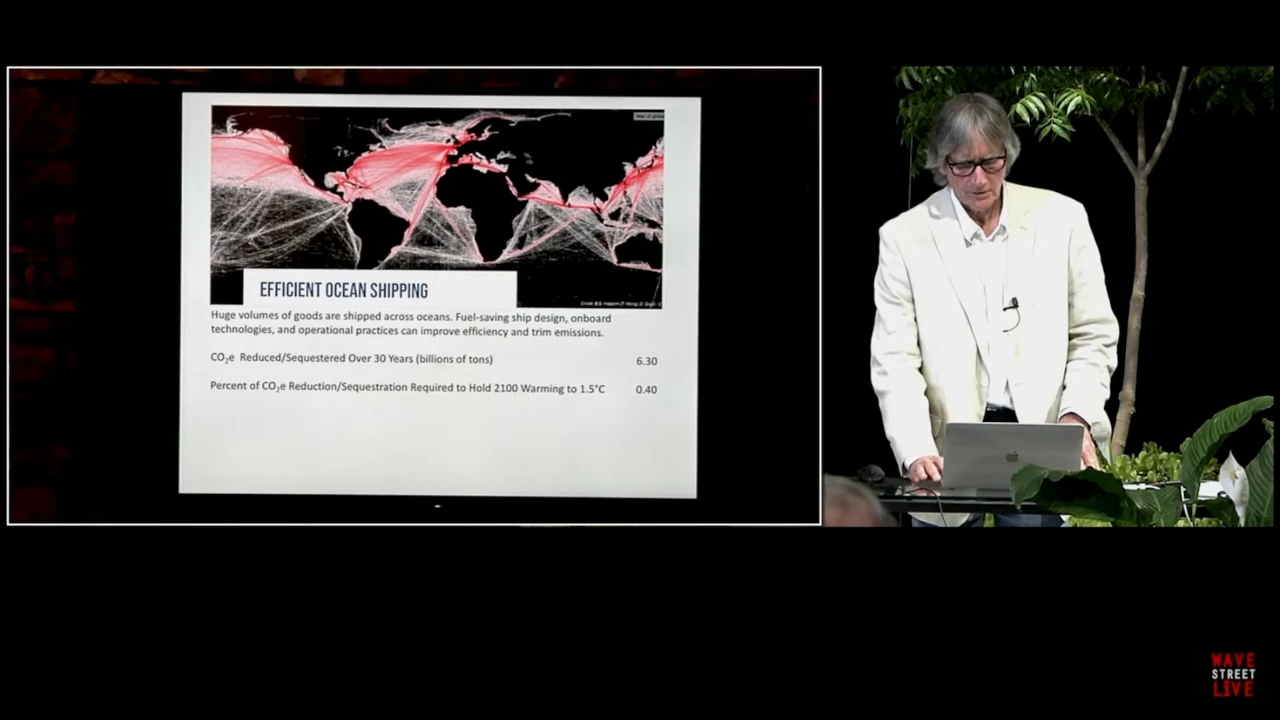 EFFICIENT OCEAN SHIPPING
Huge volumes of goods are shipped across oceans. Fuel-saving ship design, onboard
technologies, and operational practices can improve efficiency and trim emissions.
CO₂e Reduced/Sequestered Over 30 Years (billions of tons) 6.30
Percent of CO₂e Reduction/Sequestration Required to Hold 2100 Warming to 1.5°C 0.40
WAVE
STREET
LIVE